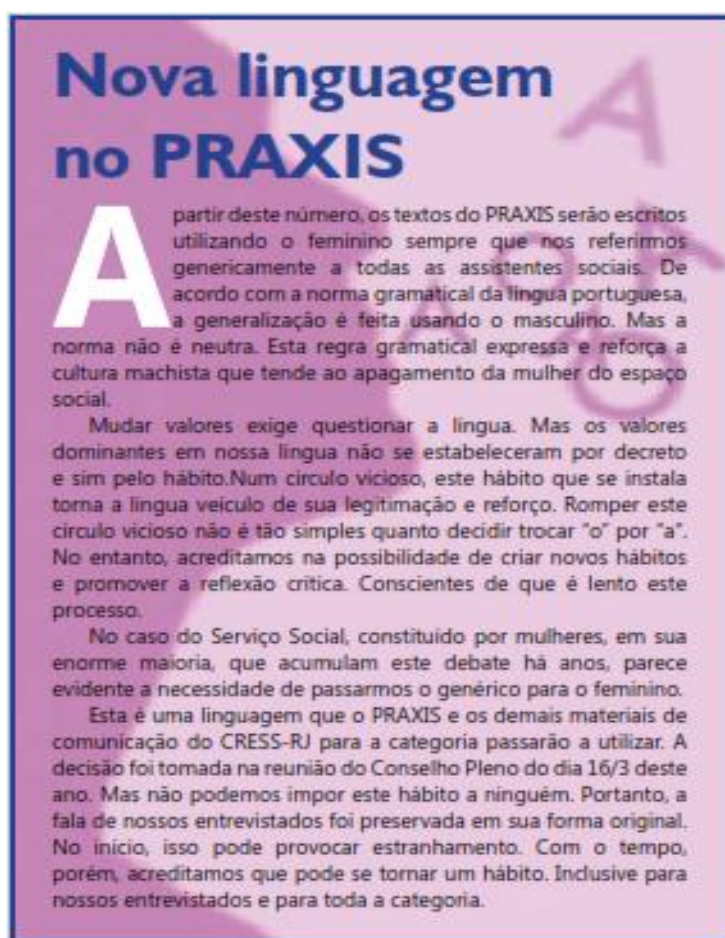 Nova linguagem
no PRAXIS
A partir deste número, os textos do PRAXIS serão escritos
utilizando o feminino sempre que nos referirmos
genericamente a todas as assistentes sociais. De
acordo com a norma gramatical da língua portuguesa,
a generalização é feita usando o masculino. Mas a
norma não é neutra. Esta regra gramatical expressa e reforça a
cultura machista que tende ao apagamento da mulher do espaço
social.
Mudar valores exige questionar a língua. Mas os valores
dominantes em nossa língua não se estabeleceram por decreto
e sim pelo hábito.Num círculo vicioso, este hábito que se instala
torna a língua veículo de sua legitimação e reforço. Romper este
círculo vicioso não é tão simples quanto decidir trocar "o" por "a".
No entanto, acreditamos na possibilidade de criar novos hábitos
e promover a reflexão crítica. Conscientes de que é lento este
processo.
No caso do Serviço Social, constituído por mulheres, em sua
enorme maioria, que acumulam este debate há anos, parece
evidente a necessidade de passarmos o genérico para o feminino.
Esta é uma linguagem que o PRAXIS e os demais materiais de
comunicação do CRESS-RJ para a categoria passarão a utilizar. A
decisão foi tomada na reunião do Conselho Pleno do dia 16/3 deste
ano. Mas não podemos impor este hábito a ninguém. Portanto, a
fala de nossos entrevistados foi preservada em sua forma original.
No início, isso pode provocar estranhamento. Com o tempo,
porém, acreditamos que pode se tornar um hábito. Inclusive para
nossos entrevistados e para toda a categoria.